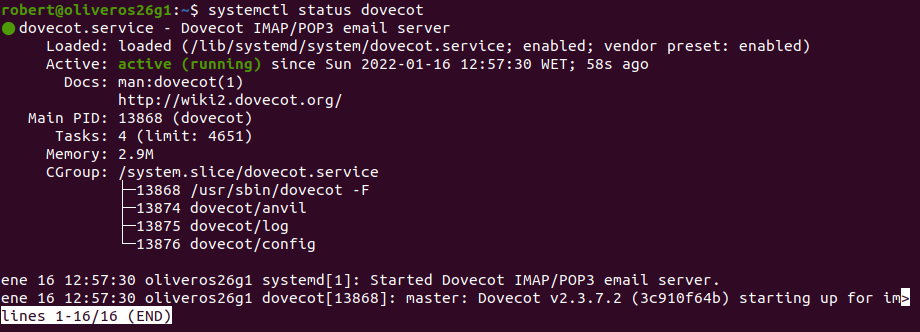 robert@oliveros26g1:~$ systemctl status dovecot
● dovecot.service - Dovecot IMAP/POP3 email server
     Loaded: loaded (/lib/systemd/system/dovecot.service; enabled; vendor preset: enabled)
     Active: active (running) since Sun 2022-01-16 12:57:30 WET; 58s ago
       Docs: man:dovecot(1)
             http://wiki2.dovecot.org/
   Main PID: 13868 (dovecot)
      Tasks: 4 (limit: 4651)
     Memory: 2.9M
     CGroup: /system.slice/dovecot.service
             ├─13868 /usr/sbin/dovecot -F
             ├─13874 dovecot/anvil
             ├─13875 dovecot/log
             └─13876 dovecot/config
ene 16 12:57:30 oliveros26g1 systemd[1]: Started Dovecot IMAP/POP3 email server.
ene 16 12:57:30 oliveros26g1 dovecot[13868]: master: Dovecot v2.3.7.2 (3c910f64b) starting up for im>
lines 1-16/16 (END)